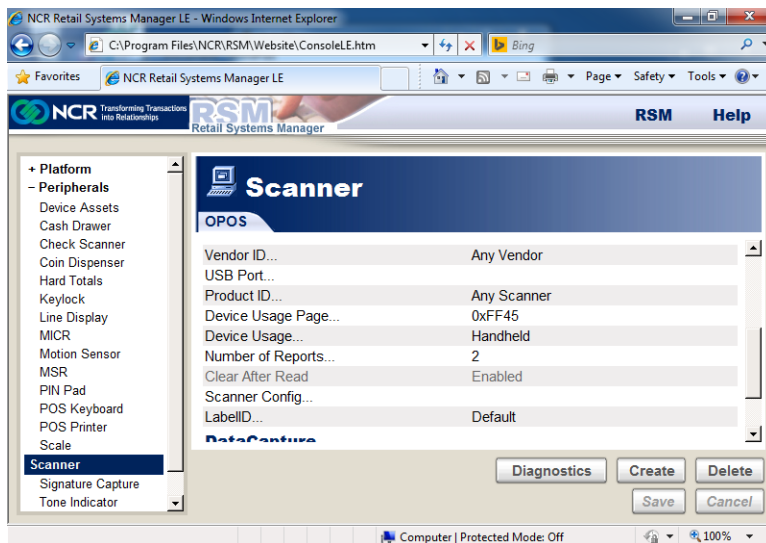 NCR Retail Systems Manager LE - Windows Internet Explorer
C:\Program Files\NCR\RSM\Website\ConsoleLE.htm
Bing
Favorites
NCR Retail Systems Manager LE
Page
Safety
Tools
NCR Transforming Transactions into Relationships
RSM
Retail Systems Manager
RSM
Help
+ Platform
– Peripherals
Device Assets
Cash Drawer
Check Scanner
Coin Dispenser
Hard Totals
Keylock
Line Display
MICR
Motion Sensor
MSR
PIN Pad
POS Keyboard
POS Printer
Scale
Scanner
Signature Capture
Tone Indicator
Scanner
OPOS
Vendor ID... Any Vendor
USB Port...
Product ID... Any Scanner
Device Usage Page... 0xFF45
Device Usage... Handheld
Number of Reports... 2
Clear After Read Enabled
Scanner Config...
LabelID... Default
DataCapture
Diagnostics
Create
Delete
Save
Cancel
Computer | Protected Mode: Off
100%